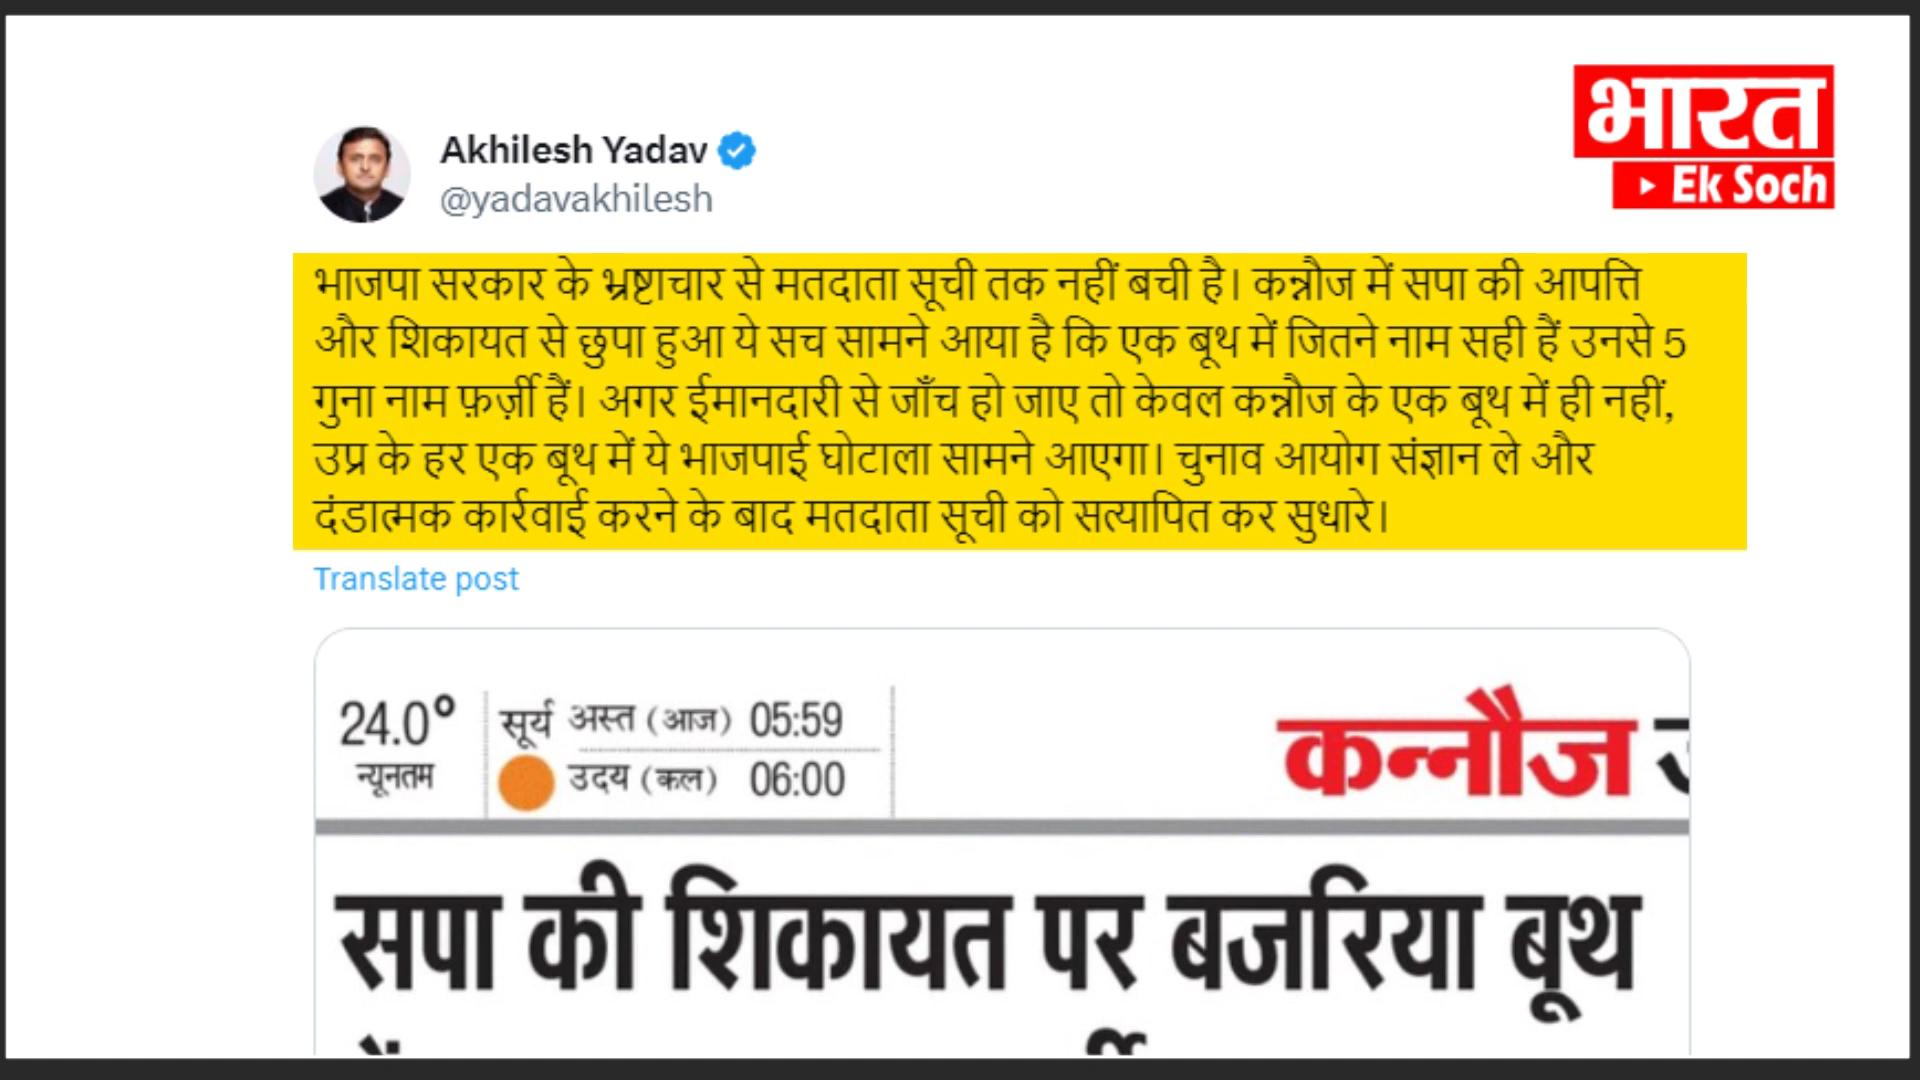 भारत
Ek Soch
Akhilesh Yadav
@yadavakhilesh
भाजपा सरकार के भ्रष्टाचार से मतदाता सूची तक नहीं बची है। कन्नौज में सपा की आपत्ति
और शिकायत से छुपा हुआ ये सच सामने आया है कि एक बूथ में जितने नाम सही हैं उनसे 5
गुना नाम फ़र्ज़ी हैं। अगर ईमानदारी से जाँच हो जाए तो केवल कन्नौज के एक बूथ में ही नहीं,
उप्र के हर एक बूथ में ये भाजपाई घोटाला सामने आएगा। चुनाव आयोग संज्ञान ले और
दंडात्मक कार्रवाई करने के बाद मतदाता सूची को सत्यापित कर सुधारे।
Translate post
24.0°
न्यूनतम
सूर्य अस्त (आज) 05:59
उदय (कल) 06:00
कन्नौज
सपा की शिकायत पर बजरिया बूथ